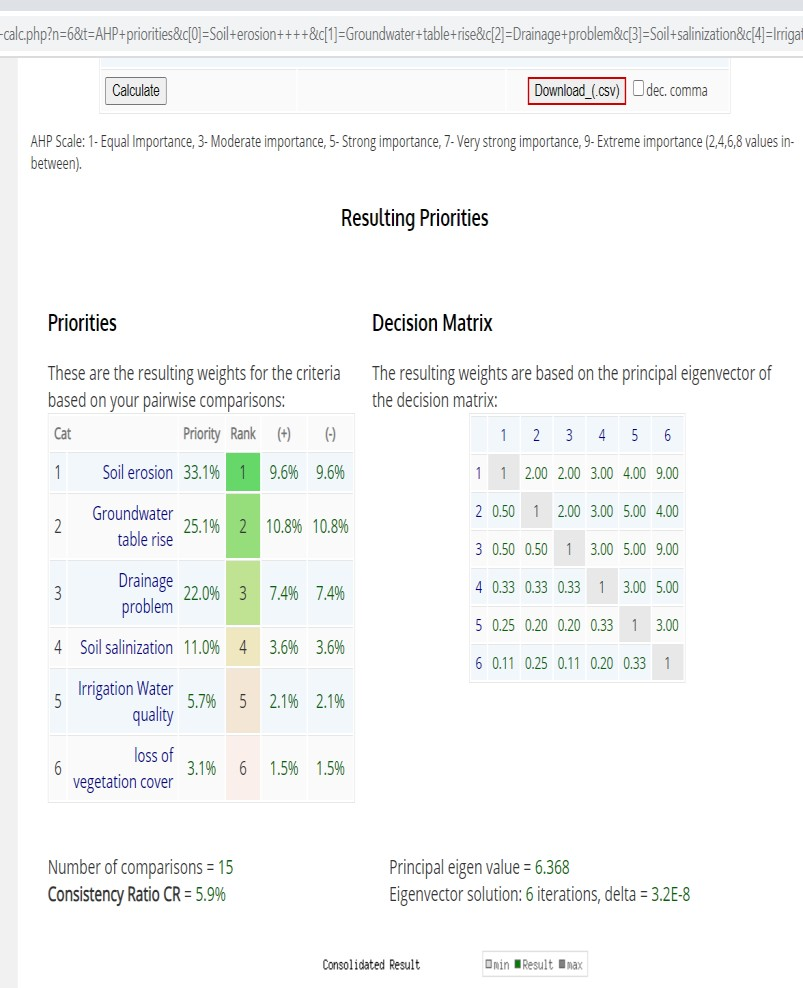 -calc.php?n=6&t=AHP+priorities&c[0]=Soil+erosion++++&c[1]=Groundwater+table+rise&c[2]=Drainage+problem&c[3]=Soil+salinization&c[4]=Irrigat
Calculate
Download_(.csv) dec. comma
AHP Scale: 1- Equal Importance, 3- Moderate importance, 5- Strong importance, 7- Very strong importance, 9- Extreme importance (2,4,6,8 values in-
between).
Resulting Priorities
Priorities
These are the resulting weights for the criteria
based on your pairwise comparisons:
Cat Priority Rank (+) (-)
1 Soil erosion 33.1% 1 9.6% 9.6%
2 Groundwater
table rise 25.1% 2 10.8% 10.8%
3 Drainage
problem 22.0% 3 7.4% 7.4%
4 Soil salinization 11.0% 4 3.6% 3.6%
5 Irrigation Water
quality 5.7% 5 2.1% 2.1%
6 loss of
vegetation cover 3.1% 6 1.5% 1.5%
Decision Matrix
The resulting weights are based on the principal eigenvector of
the decision matrix:
1 2 3 4 5 6
1 1 2.00 2.00 3.00 4.00 9.00
2 0.50 1 2.00 3.00 5.00 4.00
3 0.50 0.50 1 3.00 5.00 9.00
4 0.33 0.33 0.33 1 3.00 5.00
5 0.25 0.20 0.20 0.33 1 3.00
6 0.11 0.25 0.11 0.20 0.33 1
Number of comparisons = 15
Consistency Ratio CR = 5.9%
Principal eigen value = 6.368
Eigenvector solution: 6 iterations, delta = 3.2E-8
Consolidated Result
min Result max